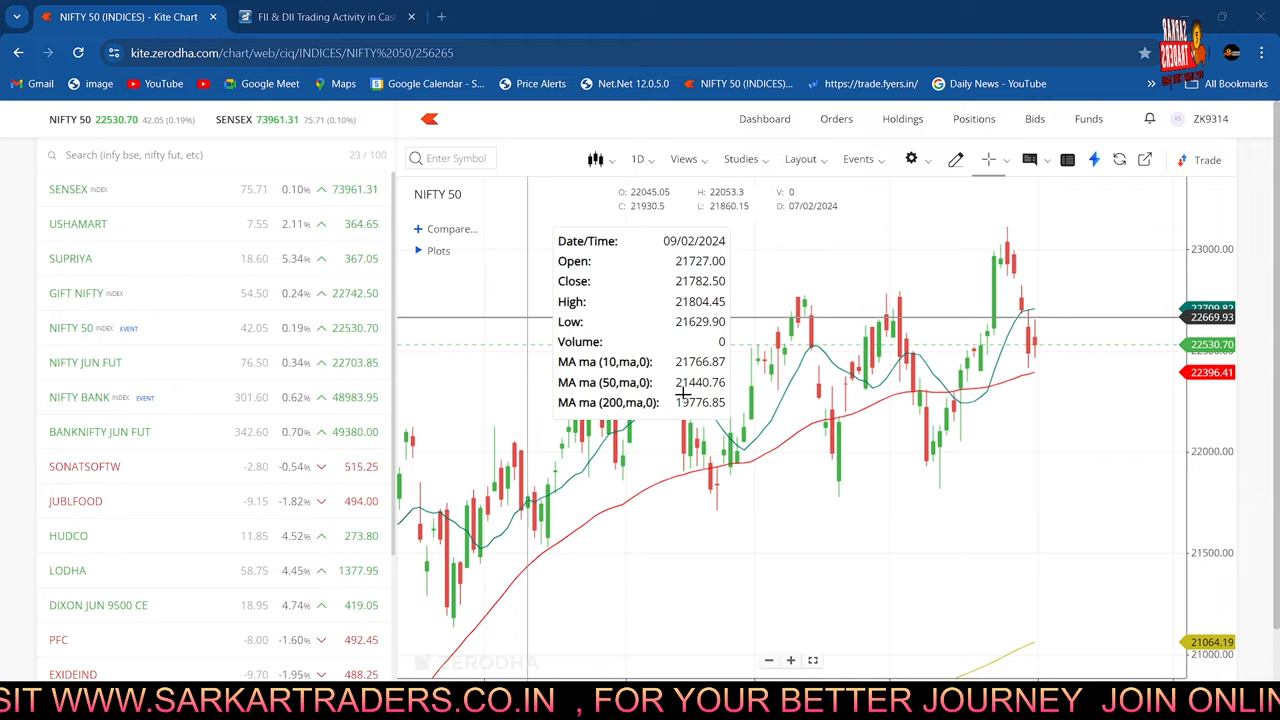 NIFTY 50 (INDICES) - Kite Chart
FII & DII Trading Activity in Cas
kite.zerodha.com/chart/web/ciq/INDICES/NIFTY%2050/256265
Gmail image YouTube Google Meet Maps Google Calendar - S... Price Alerts Net.Net 12.0.5.0 NIFTY 50 (INDICES)... https://trade.fyers.in/ Daily News - YouTube » All Bookmarks
SARKAR
TRADERS
NIFTY 50 22530.70 42.05 (0.19%) SENSEX 73961.31 75.71 (0.10%)
Dashboard Orders Holdings Positions Bids Funds ZK9314
Search (infy bse, nifty fut, etc) 23 / 100
SENSEX INDEX 75.71 0.10% 73961.31
USHAMART 7.55 2.11% 364.65
SUPRIYA 18.60 5.34% 367.05
GIFT NIFTY INDEX 54.50 0.24% 22742.50
NIFTY 50 INDEX EVENT 42.05 0.19% 22530.70
NIFTY JUN FUT 76.50 0.34% 22703.85
NIFTY BANK INDEX EVENT 301.60 0.62% 48983.95
BANKNIFTY JUN FUT 342.60 0.70% 49380.00
SONATSOFTW -2.80 -0.54% 515.25
JUBLFOOD -9.15 -1.82% 494.00
HUDCO 11.85 4.52% 273.80
LODHA 58.75 4.45% 1377.95
DIXON JUN 9500 CE 18.95 4.74% 419.05
PFC -8.00 -1.60% 492.45
EXIDEIND -9.70 -1.95% 488.25
Enter Symbol 1D Views Studies Layout Events Trade
NIFTY 50
O: 22045.05 H: 22053.3 V: 0
C: 21930.5 L: 21860.15 D: 07/02/2024
+ Compare...
Plots
Date/Time: 09/02/2024
Open: 21727.00
Close: 21782.50
High: 21804.45
Low: 21629.90
Volume: 0
MA ma (10,ma,0): 21766.87
MA ma (50,ma,0): 21440.76
MA ma (200,ma,0): 19776.85
23000.00
22709.82
22669.93
22530.70
22396.41
22000.00
21500.00
21064.19
21000.00
ZERODHA
SIT WWW.SARKARTRADERS.CO.IN , FOR YOUR BETTER JOURNEY JOIN ONLIN